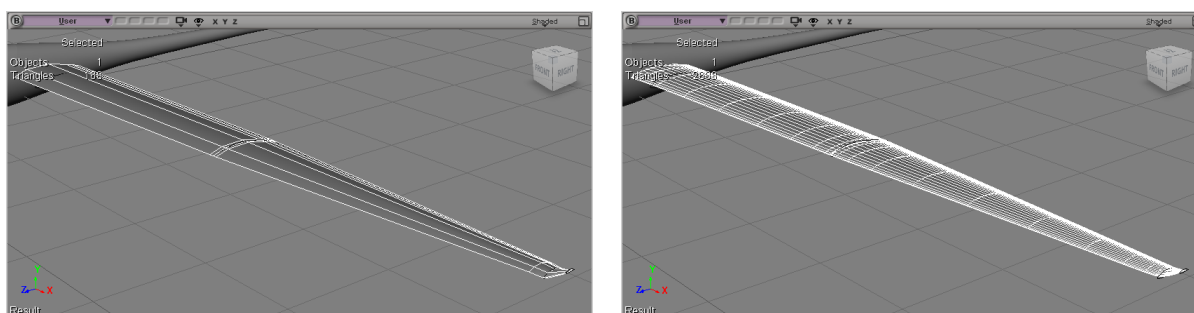 B User X Y Z Shaded
Selected
Objects 1
Triangles
FRONT RIGHT
Y
Z X
Result
B User X Y Z Shaded
Selected
Objects 1
Triangles
FRONT RIGHT
Y
Z X
Result